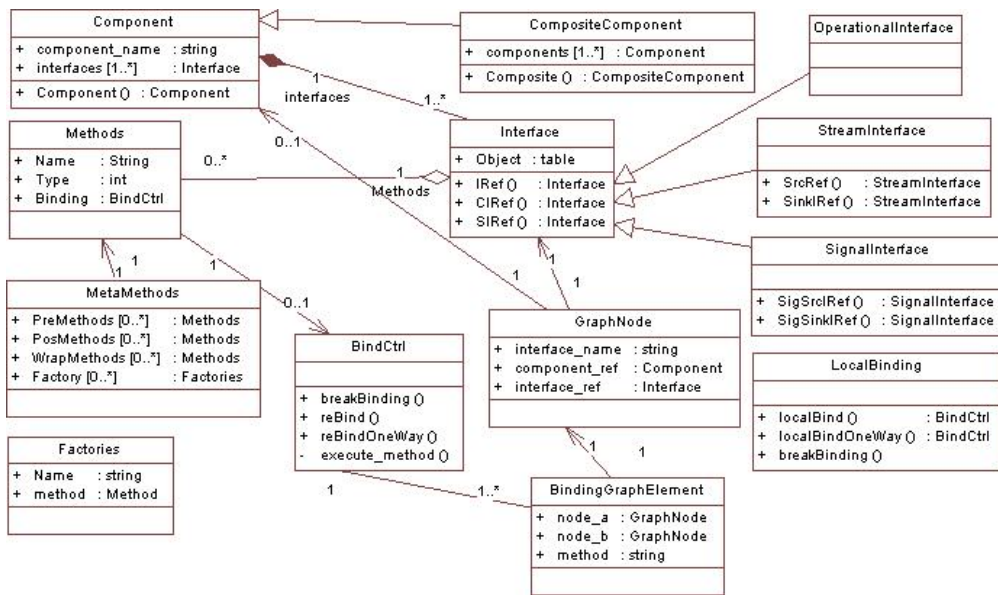 Component
+ component_name : string
+ interfaces [1..*] : Interface
+ Component () : Component
CompositeComponent
+ components [1..*] : Component
+ Composite () : CompositeComponent
OperationalInterface
1
interfaces
1..*
0..1
Methods
+ Name : String
+ Type : int
+ Binding : BindCtrl
0..*
1
Methods
Interface
+ Object : table
+ IRef () : Interface
+ CIRef () : Interface
+ SIRef () : Interface
StreamInterface
+ SrcRef () : StreamInterface
+ SinkIRef () : StreamInterface
SignalInterface
+ SigSrcIRef () : SignalInterface
+ SigSinkIRef () : SignalInterface
1
1
1
0..1
1
1
1
MetaMethods
+ PreMethods [0..*] : Methods
+ PosMethods [0..*] : Methods
+ WrapMethods [0..*] : Methods
+ Factory [0..*] : Factories
BindCtrl
+ breakBinding ()
+ reBind ()
+ reBindOneWay ()
- execute_method ()
GraphNode
+ interface_name : string
+ component_ref : Component
+ interface_ref : Interface
LocalBinding
+ localBind () : BindCtrl
+ localBindOneWay () : BindCtrl
+ breakBinding ()
Factories
+ Name : string
+ method : Method
1
1..*
1
1
BindingGraphElement
+ node_a : GraphNode
+ node_b : GraphNode
+ method : string